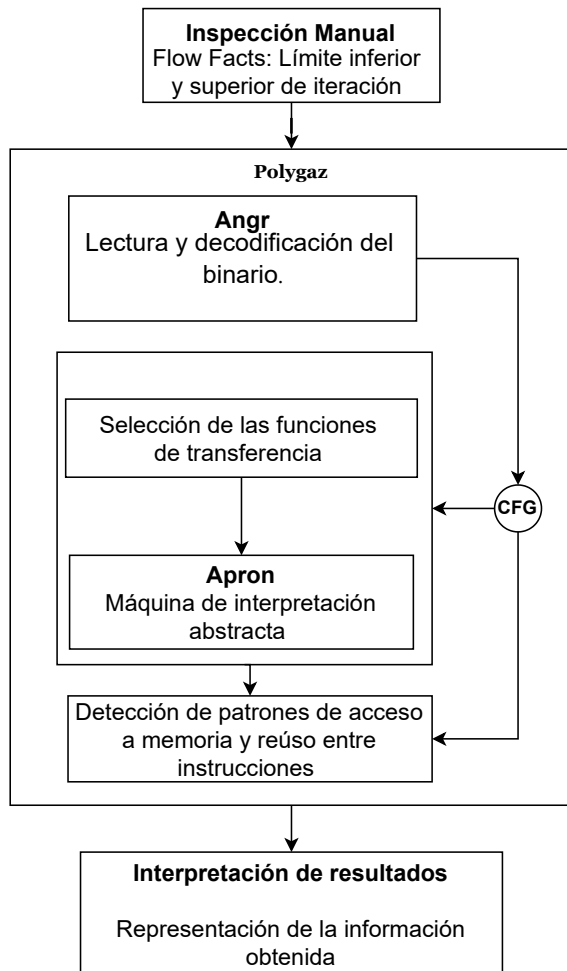 Inspección Manual
Flow Facts: Límite inferior
y superior de iteración
Polygaz
Angr
Lectura y decodificación del
binario.
Selección de las funciones
de transferencia
CFG
Apron
Máquina de interpretación
abstracta
Detección de patrones de acceso
a memoria y reúso entre
instrucciones
Interpretación de resultados
Representación de la información
obtenida